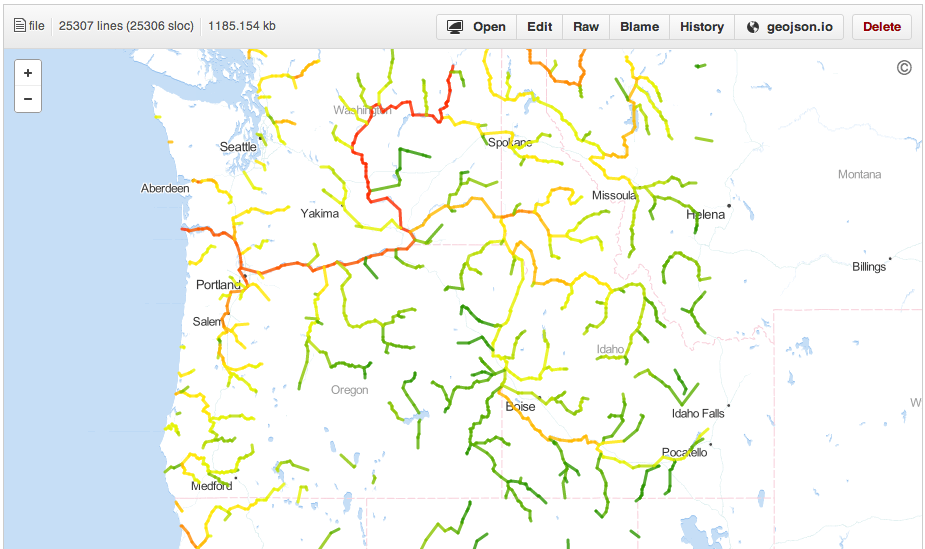 file 25307 lines (25306 sloc) 1185.154 kb Open Edit Raw Blame History geojson.io Delete
+
−
©
Washington
Seattle
Spokane
Montana
Aberdeen
Missoula
Yakima
Helena
Billings
Portland
Salem
Idaho
Oregon
Boise
W
Idaho Falls
Pocatello
Medford